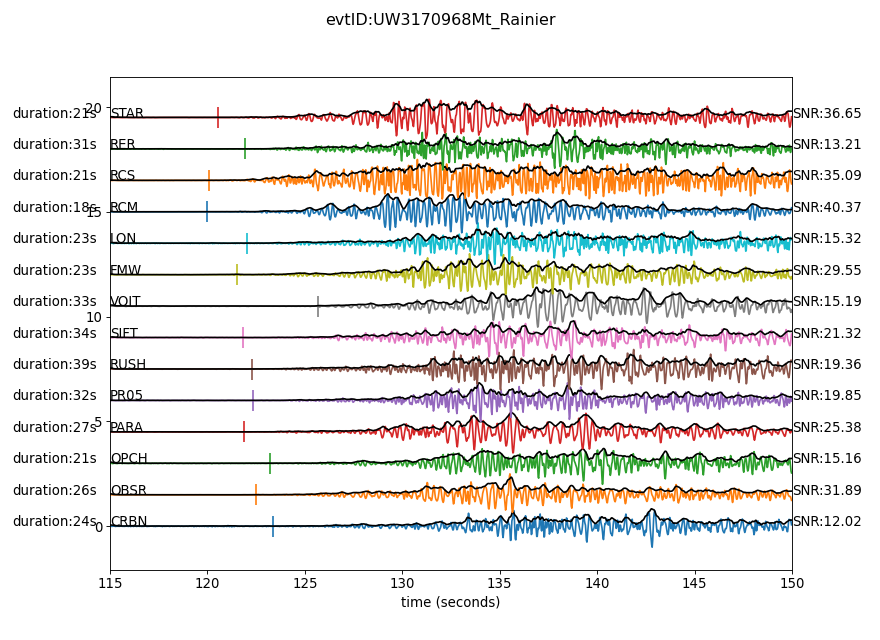 evtID:UW3170968Mt_Rainier
20
duration:21s STAR SNR:36.65
duration:31s RER SNR:13.21
duration:21s RCS SNR:35.09
duration:18s RCM SNR:40.37
15
duration:23s LON SNR:15.32
duration:23s FMW SNR:29.55
duration:33s VOIT SNR:15.19
10
duration:34s SIFT SNR:21.32
duration:39s RUSH SNR:19.36
duration:32s PR05 SNR:19.85
5
duration:27s PARA SNR:25.38
duration:21s OPCH SNR:15.16
duration:26s OBSR SNR:31.89
duration:24s CRBN SNR:12.02
0
115 120 125 130 135 140 145 150
time (seconds)